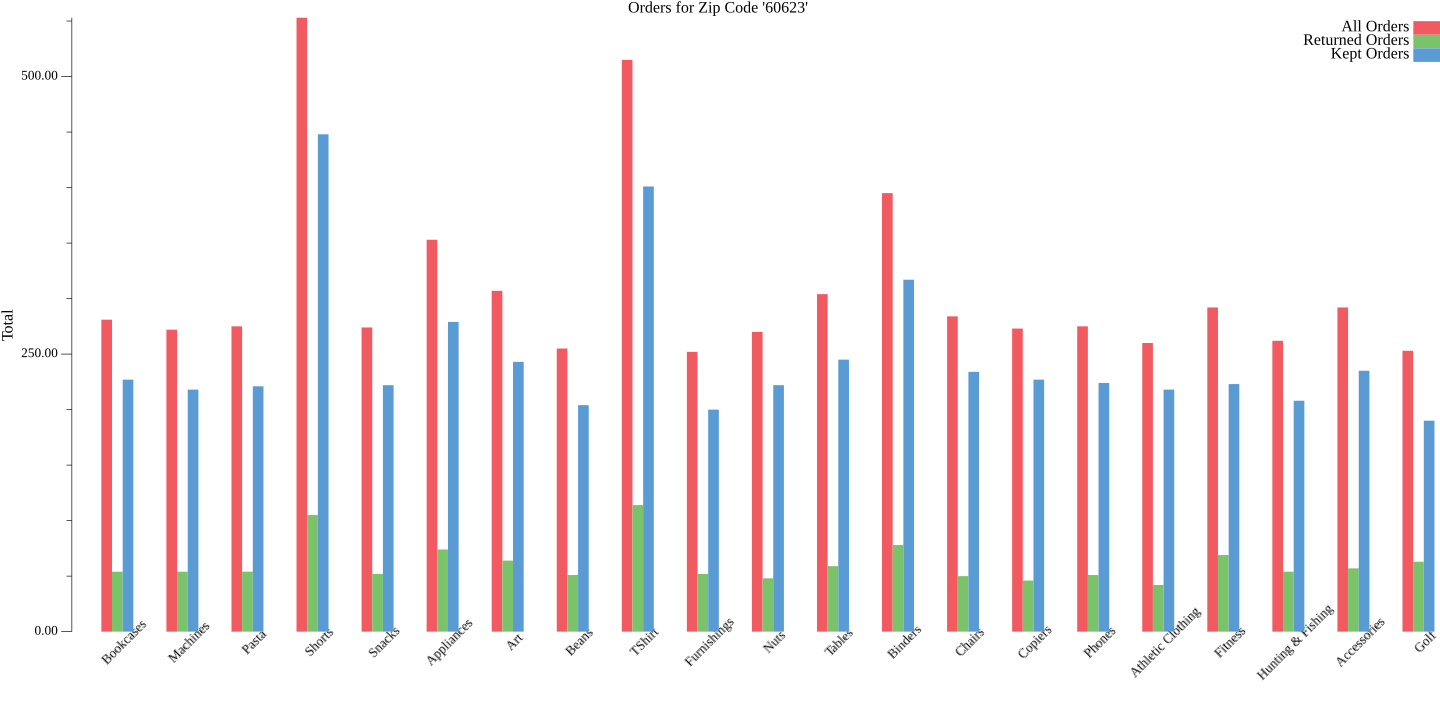 Orders for Zip Code '60623'
All Orders
Returned Orders
Kept Orders
Total
500.00
250.00
0.00
Bookcases
Machines
Pasta
Shorts
Snacks
Appliances
Art
Beans
TShirt
Furnishings
Nuts
Tables
Binders
Chairs
Copiers
Phones
Athletic Clothing
Fitness
Hunting & Fishing
Accessories
Golf